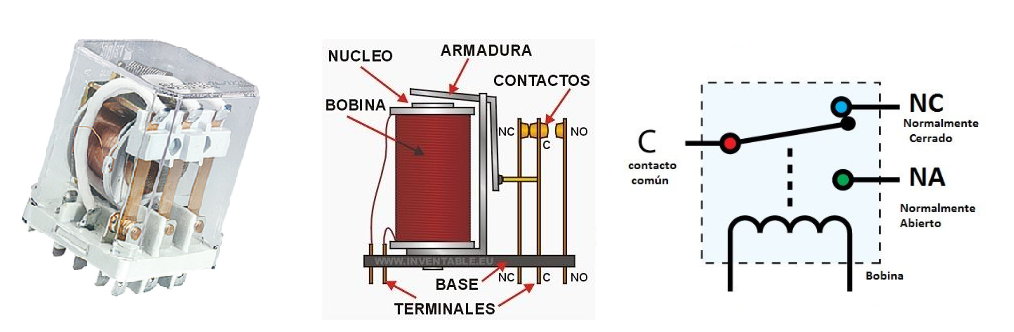 NUCLEO
ARMADURA
CONTACTOS
BOBINA
NC
C
NO
WWW.INVENTABLE.EU
BASE
NC
C
NO
TERMINALES
C
contacto
común
NC
Normalmente
Cerrado
NA
Normalmente
Abierto
Bobina